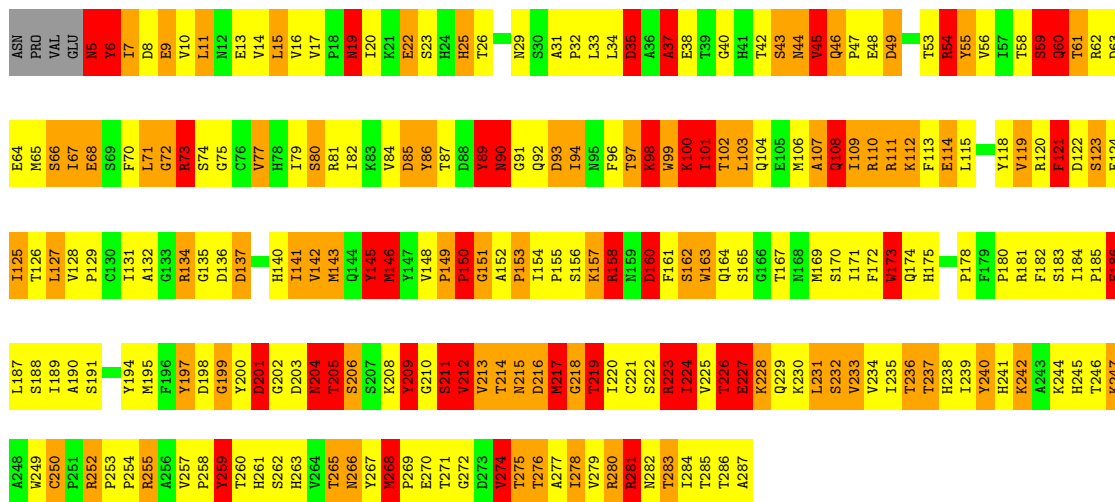 ASN PRO VAL GLU N5 Y6 I7 D8 E9 V10 L11 N12 E13 V14 L15 V16 V17 P18 N19 I20 K21 E22 S23 H24 H25 T26 N29 S30 A31 P32 L33 L34 D35 A36 A37 E38 T39 G40 H41 T42 S43 N44 V45 Q46 P47 E48 D49 T53 R54 Y55 V56 I57 T58 S59 Q60 T61 R62
E64 M65 S66 I67 E68 S69 F70 L71 G72 R73 S74 G75 C76 V77 H78 I79 S80 R81 I82 K83 V84 D85 Y86 T87 D88 Y89 N90 G91 Q92 D93 I94 N95 F96 T97 K98 W99 K100 I101 T102 L103 Q104 E105 M106 A107 Q108 I109 R110 R111 K112 F113 E114 L115 Y118 V119 R120 F121 D122 S123
I125 T126 L127 V128 P129 C130 I131 A132 G133 R134 G135 D136 D137 H140 I141 V142 M143 Q144 Y145 M146 Y147 V148 P149 P150 G151 A152 P153 I154 P155 S156 K157 R158 N159 D160 F161 S162 W163 Q164 S165 G166 T167 N168 M169 S170 I171 F172 W173 Q174 H175 P178 F179 P180 R181 F182 S183 I184 P185
L187 S188 I189 A190 S191 Y194 M195 F196 Y197 D198 G199 Y200 D201 G202 D203 N204 T205 S206 S207 K208 Y209 G210 S211 V212 V213 T214 N215 D216 M217 G218 T219 I220 C221 S222 R223 I224 V225 T226 E227 K228 Q229 K230 L231 S232 V233 V234 I235 T236 T237 H238 I239 Y240 H241 K242 A243 K244 H245 T246
A248 W249 C250 P251 R252 P253 P254 R255 A256 V257 P258 Y259 T260 H261 S262 H263 V264 T265 N266 Y267 M268 P269 E270 T271 G272 D273 V274 T275 T276 A277 I278 V279 R280 R281 N282 T283 I284 T285 T286 A287